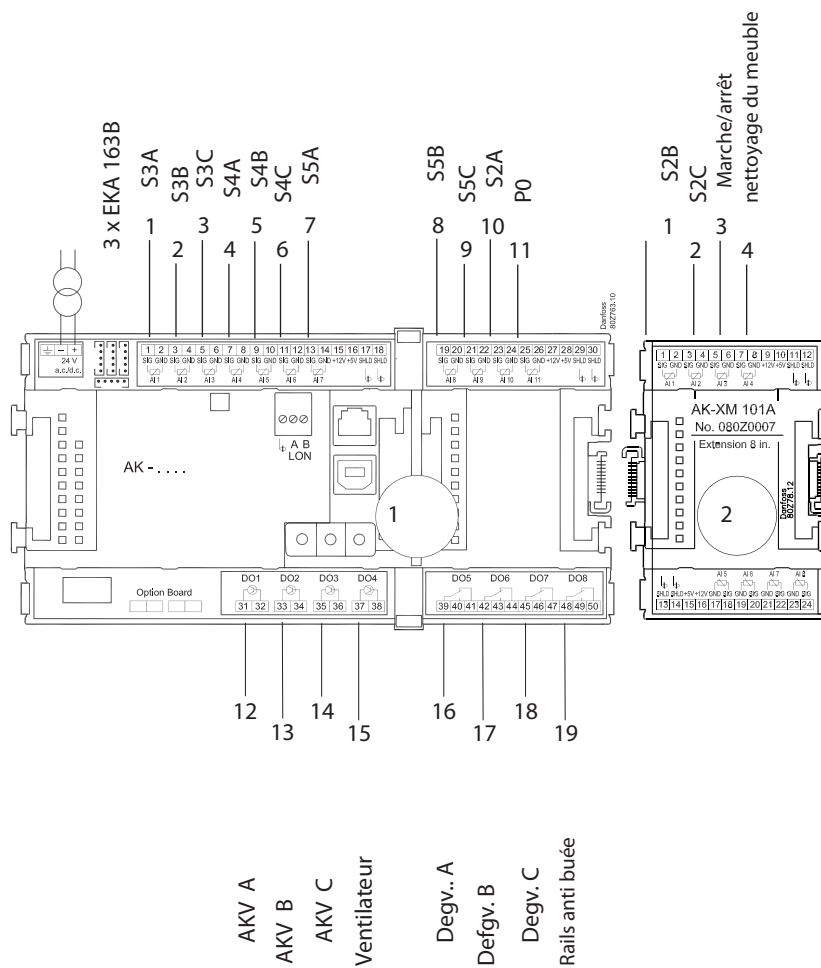 3 x EKA 163B
S3A
S3B
S3C
S4A
S4B
S4C
S5A
S5B
S5C
S2A
P0
S2B
S2C
Marche/arrêt
nettoyage du meuble
1
2
3
4
5
6
7
8
9
10
11
1
2
3
4
Danfoss
80Z763.10
24 V
a.c./d.c.
1 2 3 4 5 6 7 8 9 10 11 12 13 14 15 16 17 18
SIG GND SIG GND SIG GND SIG GND SIG GND SIG GND SIG GND +12V +5V SHLD SHLD
AI 1 AI 2 AI 3 AI 4 AI 5 AI 6 AI 7
19 20 21 22 23 24 25 26 27 28 29 30
SIG GND SIG GND SIG GND SIG GND +12V +5V SHLD SHLD
AI 8 AI 9 AI 10 AI 11
1 2 3 4 5 6 7 8 9 10 11 12
SIG GND SIG GND SIG GND SIG GND +12V +5V SHLD SHLD
AI 1 AI 2 AI 3 AI 4
AK-XM 101A
No. 080Z0007
Extension 8 in.
A B
LON
AK - . . . .
1
2
Danfoss
80Z78.12
Option Board
DO1 DO2 DO3 DO4
31 32 33 34 35 36 37 38
DO5 DO6 DO7 DO8
39 40 41 42 43 44 45 46 47 48 49 50
AI 5 AI 6 AI 7 AI 8
SHLD SHLD +5V +12V GND SIG GND SIG GND SIG GND SIG
13 14 15 16 17 18 19 20 21 22 23 24
12
13
14
15
16
17
18
19
AKV A
AKV B
AKV C
Ventilateur
Degv.. A
Defgv. B
Degv. C
Rails anti buée